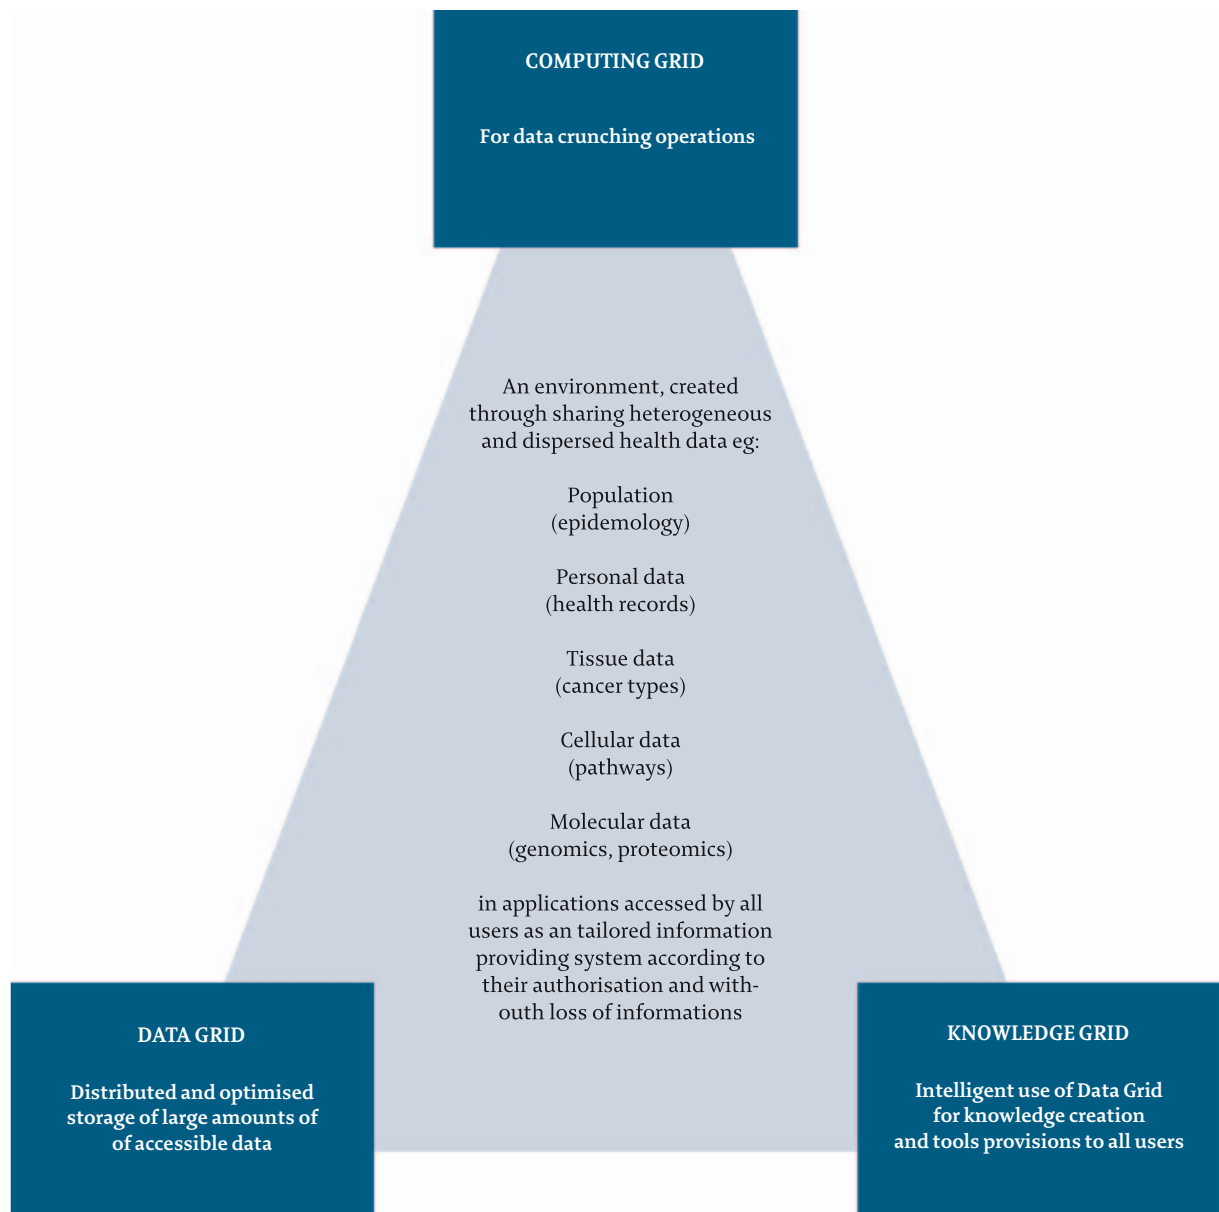 COMPUTING GRID
For data crunching operations
An environment, created
through sharing heterogeneous
and dispersed health data eg:
Population
(epidemology)
Personal data
(health records)
Tissue data
(cancer types)
Cellular data
(pathways)
Molecular data
(genomics, proteomics)
in applications accessed by all
users as an tailored information
providing system according to
their authorisation and with-
outh loss of informations
DATA GRID
Distributed and optimised
storage of large amounts of
of accessible data
KNOWLEDGE GRID
Intelligent use of Data Grid
for knowledge creation
and tools provisions to all users